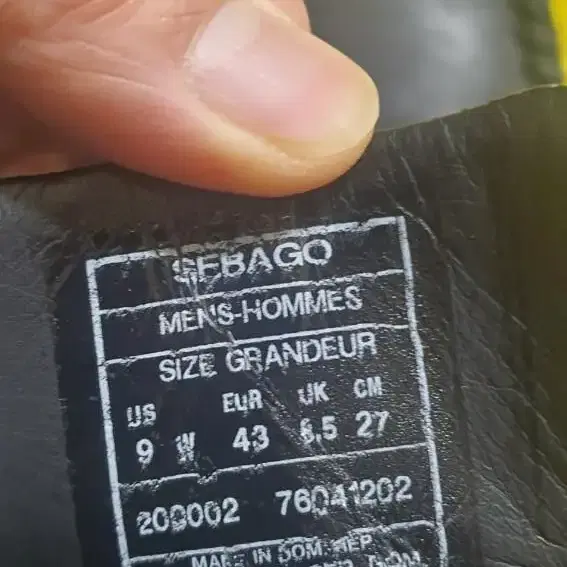 SEBAGO
MENS-HOMMES
SIZE GRANDEUR
US EUR UK CM
9 W 43 8,5 27
200002 76041202
MADE IN DOM. REP.